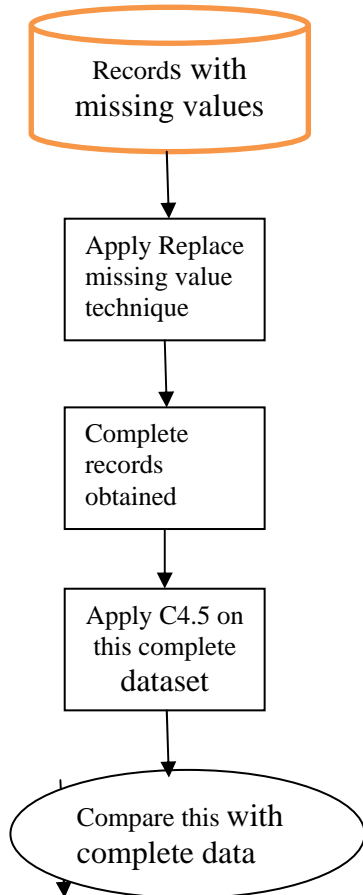 Records with
missing values
Apply Replace
missing value
technique
Complete
records
obtained
Apply C4.5 on
this complete
dataset
Compare this with
complete data